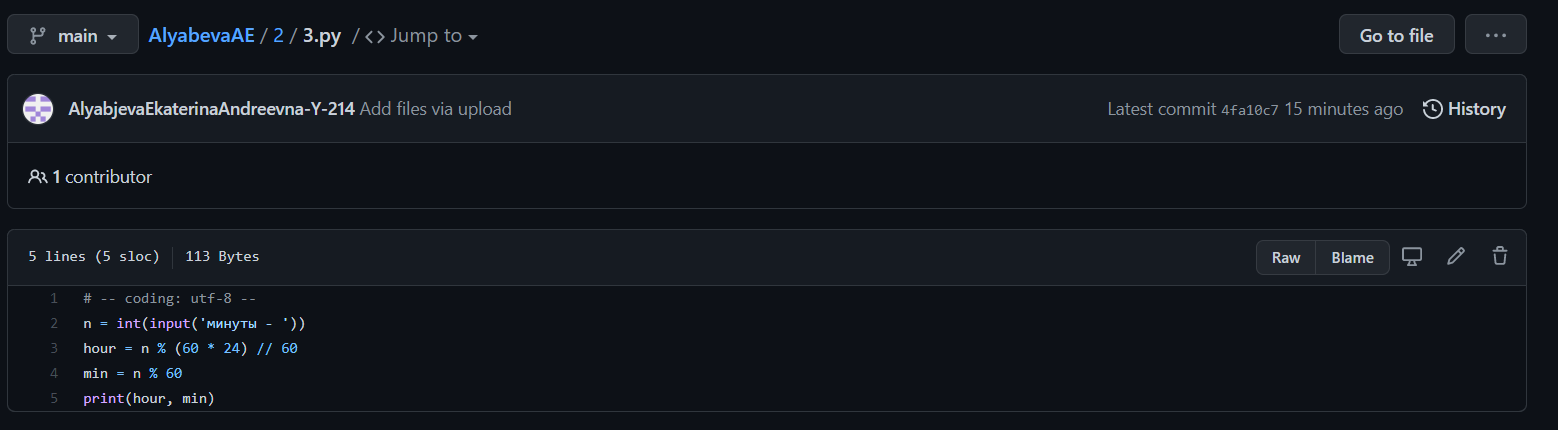 main AlyabevaAE / 2 / 3.py / <> Jump to Go to file ...
AlyabjevaEkaterinaAndreevna-Y-214 Add files via upload Latest commit 4fa10c7 15 minutes ago History
1 contributor
5 lines (5 sloc) 113 Bytes Raw Blame
1 # -- coding: utf-8 --
2 n = int(input('минуты - '))
3 hour = n % (60 * 24) // 60
4 min = n % 60
5 print(hour, min)